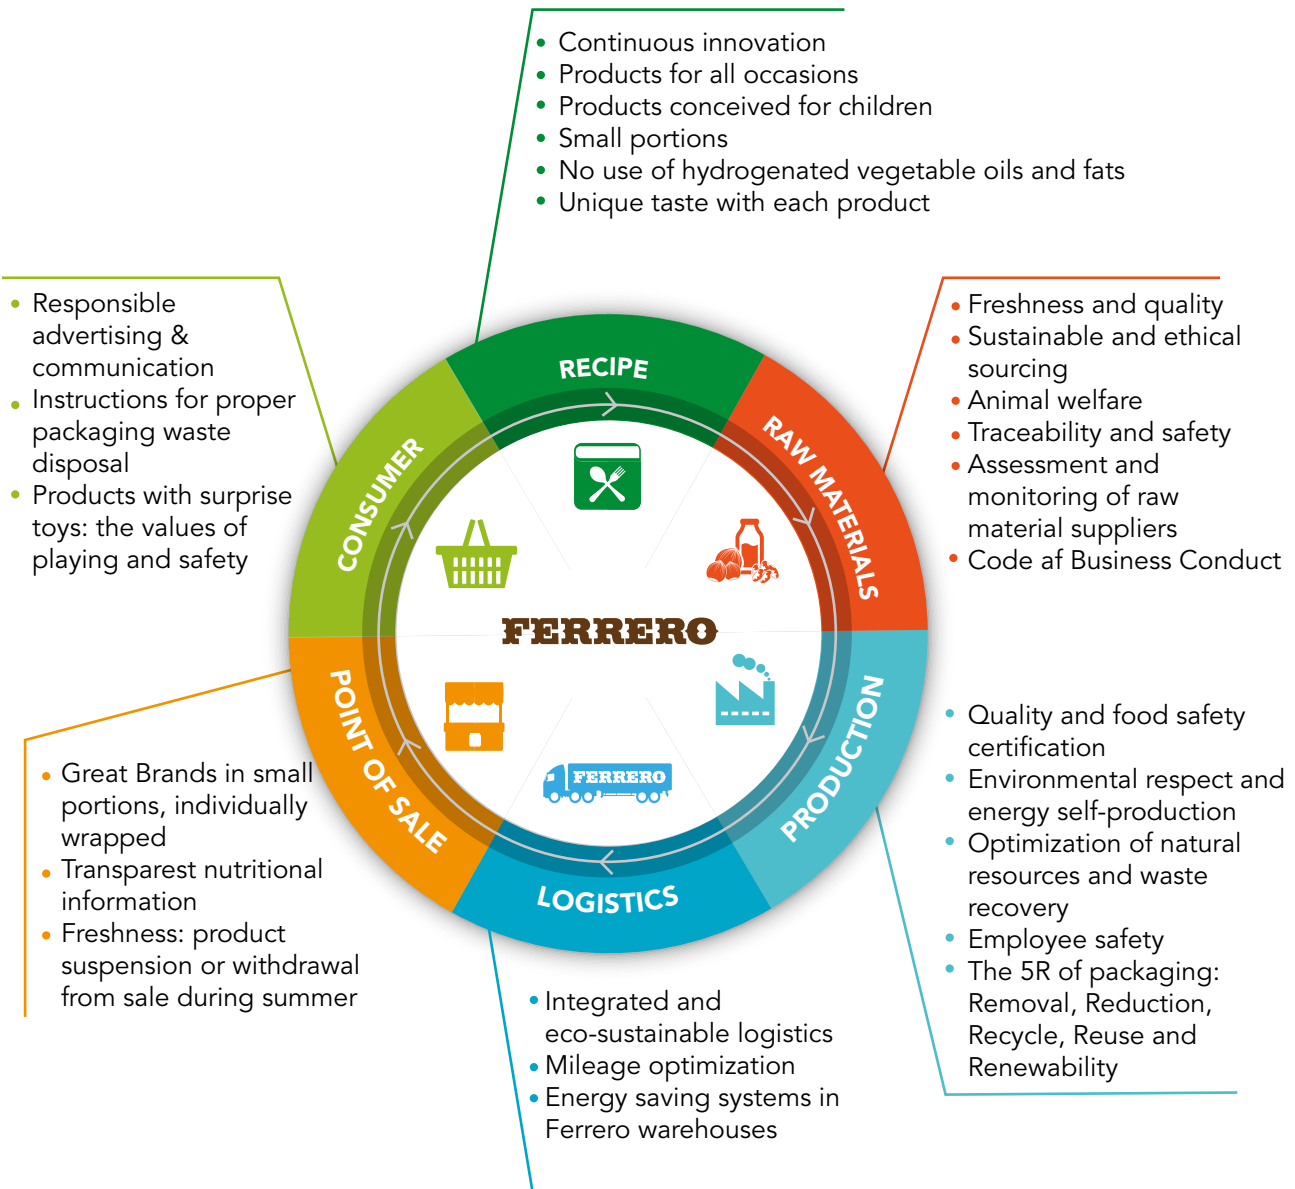 • Continuous innovation
• Products for all occasions
• Products conceived for children
• Small portions
• No use of hydrogenated vegetable oils and fats
• Unique taste with each product
• Responsible
advertising &
communication
• Instructions for proper
packaging waste
disposal
• Products with surprise
toys: the values of
playing and safety
• Freshness and quality
• Sustainable and ethical
sourcing
• Animal welfare
• Traceability and safety
• Assessment and
monitoring of raw
material suppliers
• Code af Business Conduct
RECIPE
RAW MATERIALS
PRODUCTION
LOGISTICS
POINT OF SALE
CONSUMER
FERRERO
FERRERO
• Great Brands in small
portions, individually
wrapped
• Transparest nutritional
information
• Freshness: product
suspension or withdrawal
from sale during summer
• Quality and food safety
certification
• Environmental respect and
energy self-production
• Optimization of natural
resources and waste
recovery
• Employee safety
• The 5R of packaging:
Removal, Reduction,
Recycle, Reuse and
Renewability
• Integrated and
eco-sustainable logistics
• Mileage optimization
• Energy saving systems in
Ferrero warehouses